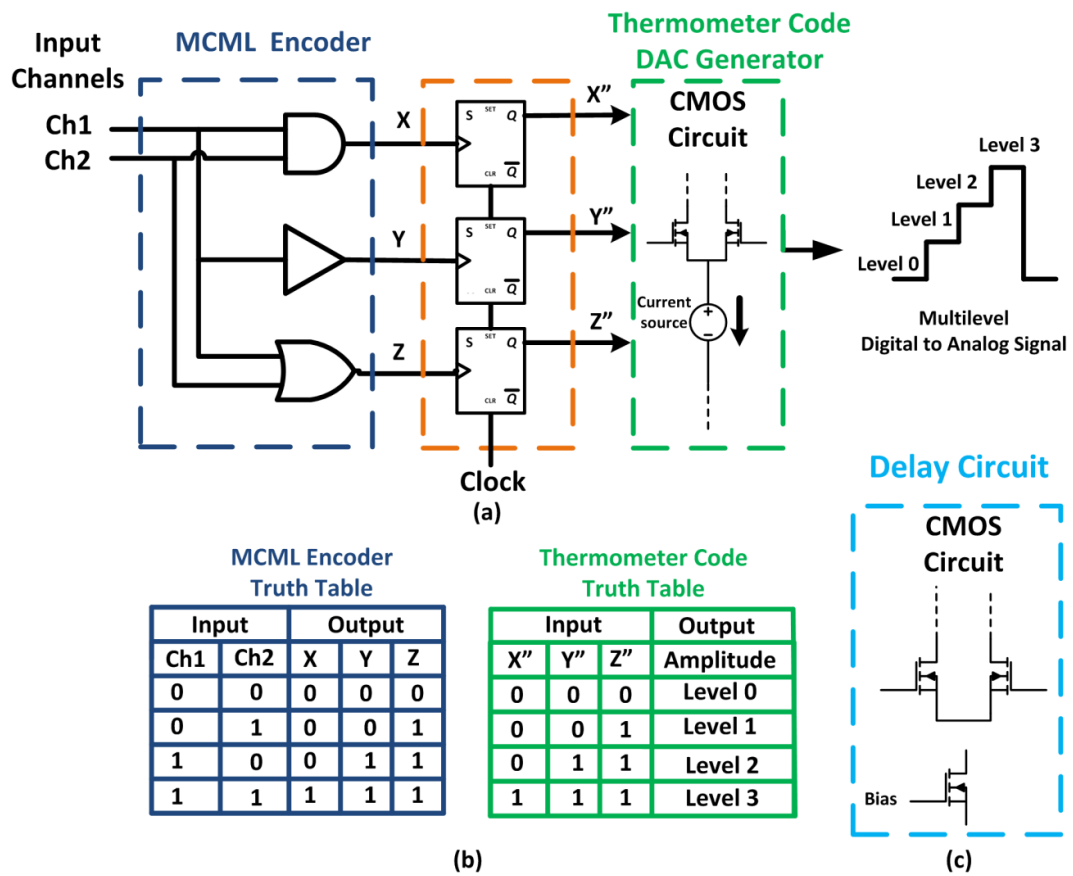 Input
Channels
Ch1
Ch2
MCML Encoder
X
Y
Z
S SET Q
CLR Q
S SET Q
CLR Q
S SET Q
CLR Q
Clock
X”
Y”
Z”
Thermometer Code
DAC Generator
CMOS
Circuit
Current
source
+
−
Level 0
Level 1
Level 2
Level 3
Multilevel
Digital to Analog Signal
(a)
MCML Encoder
Truth Table
Input Output
Ch1 Ch2 X Y Z
0 0 0 0 0
0 1 0 0 1
1 0 0 1 1
1 1 1 1 1
Thermometer Code
Truth Table
Input Output
X” Y” Z” Amplitude
0 0 0 Level 0
0 0 1 Level 1
0 1 1 Level 2
1 1 1 Level 3
(b)
Delay Circuit
CMOS
Circuit
Bias
(c)